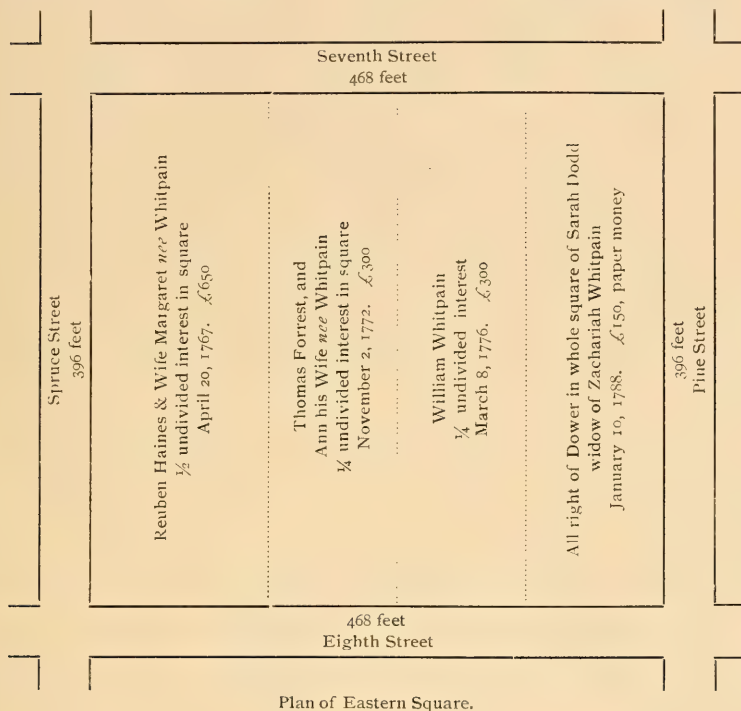 Seventh Street
468 feet
Spruce Street
396 feet
Reuben Haines & Wife Margaret nee Whitpain
½ undivided interest in square
April 20, 1767. £650
Thomas Forrest, and
Ann his Wife nee Whitpain
¼ undivided interest in square
November 2, 1772. £300
William Whitpain
¼ undivided interest
March 8, 1776. £300
All right of Dower in whole square of Sarah Dodd
widow of Zachariah Whitpain
January 10, 1788. £150, paper money
396 feet
Pine Street
468 feet
Eighth Street
Plan of Eastern Square.